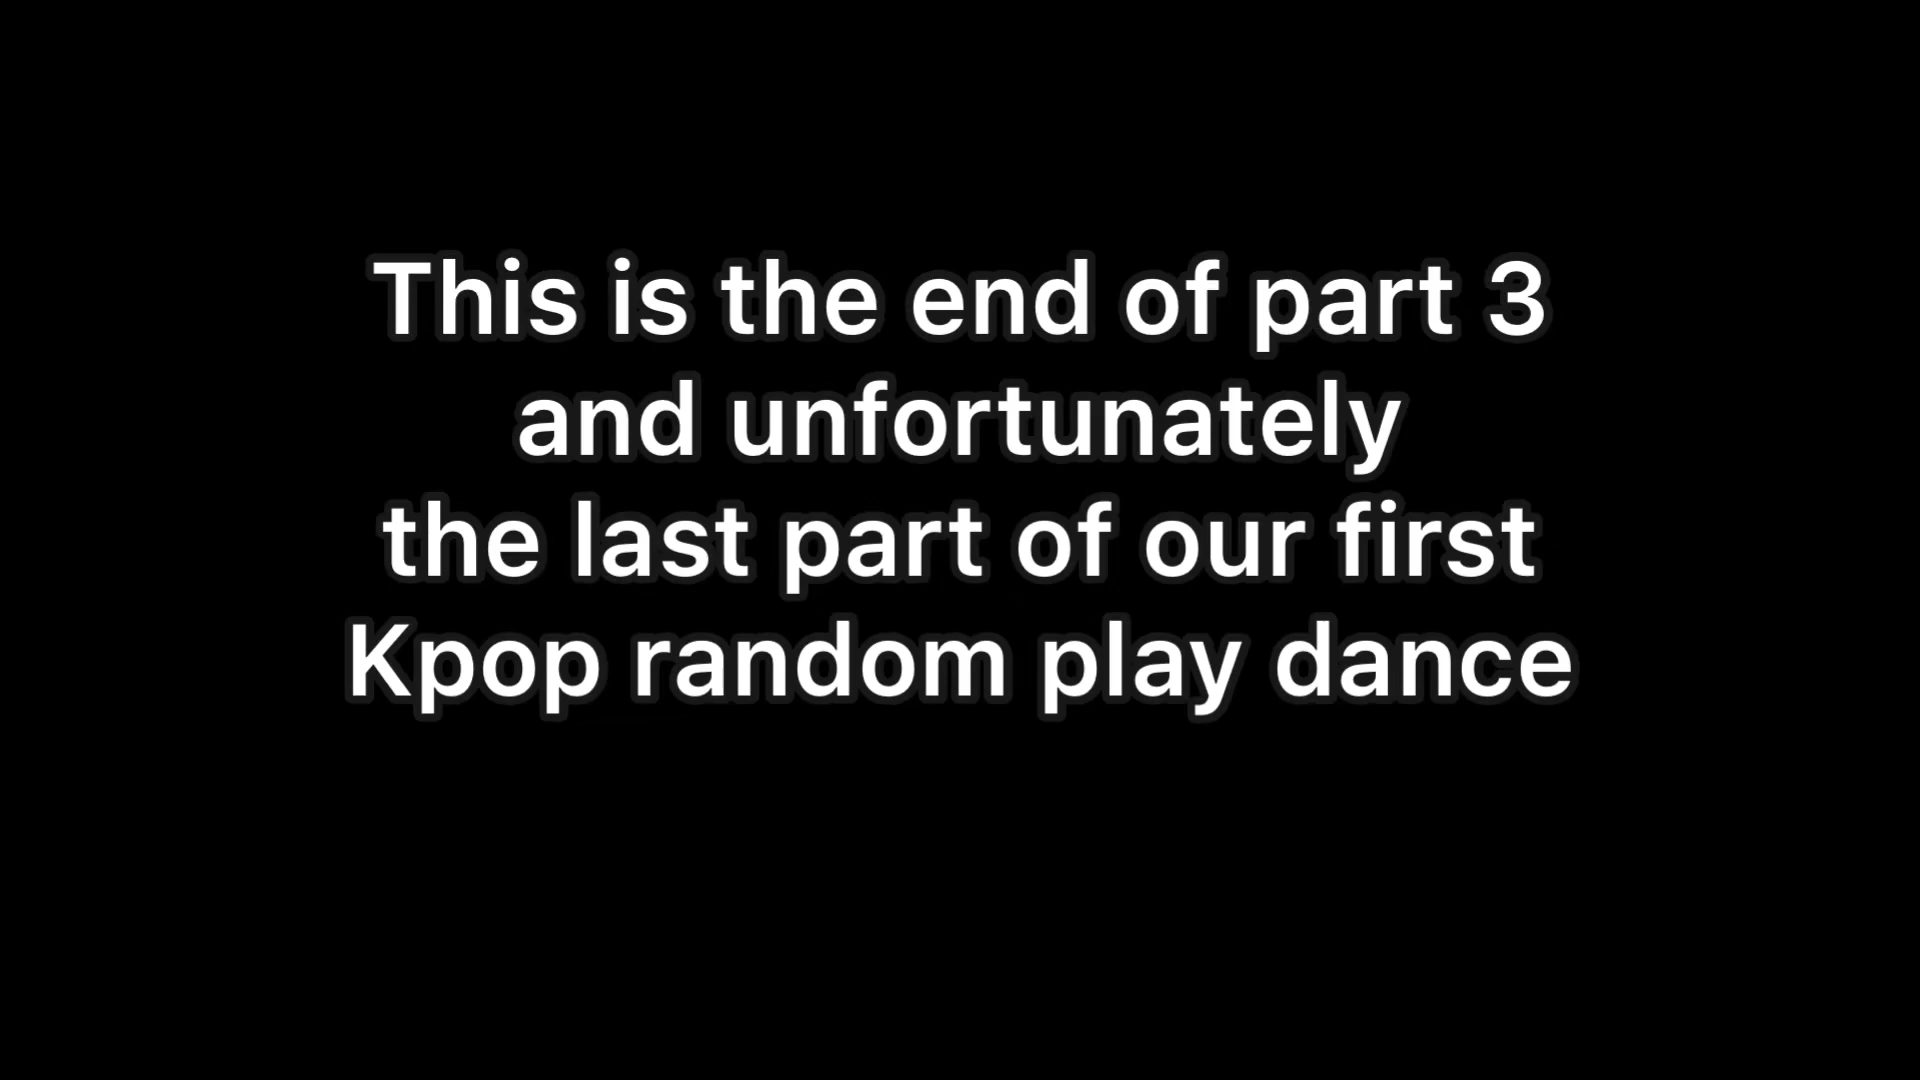 This is the end of part 3
and unfortunately
the last part of our first
Kpop random play dance